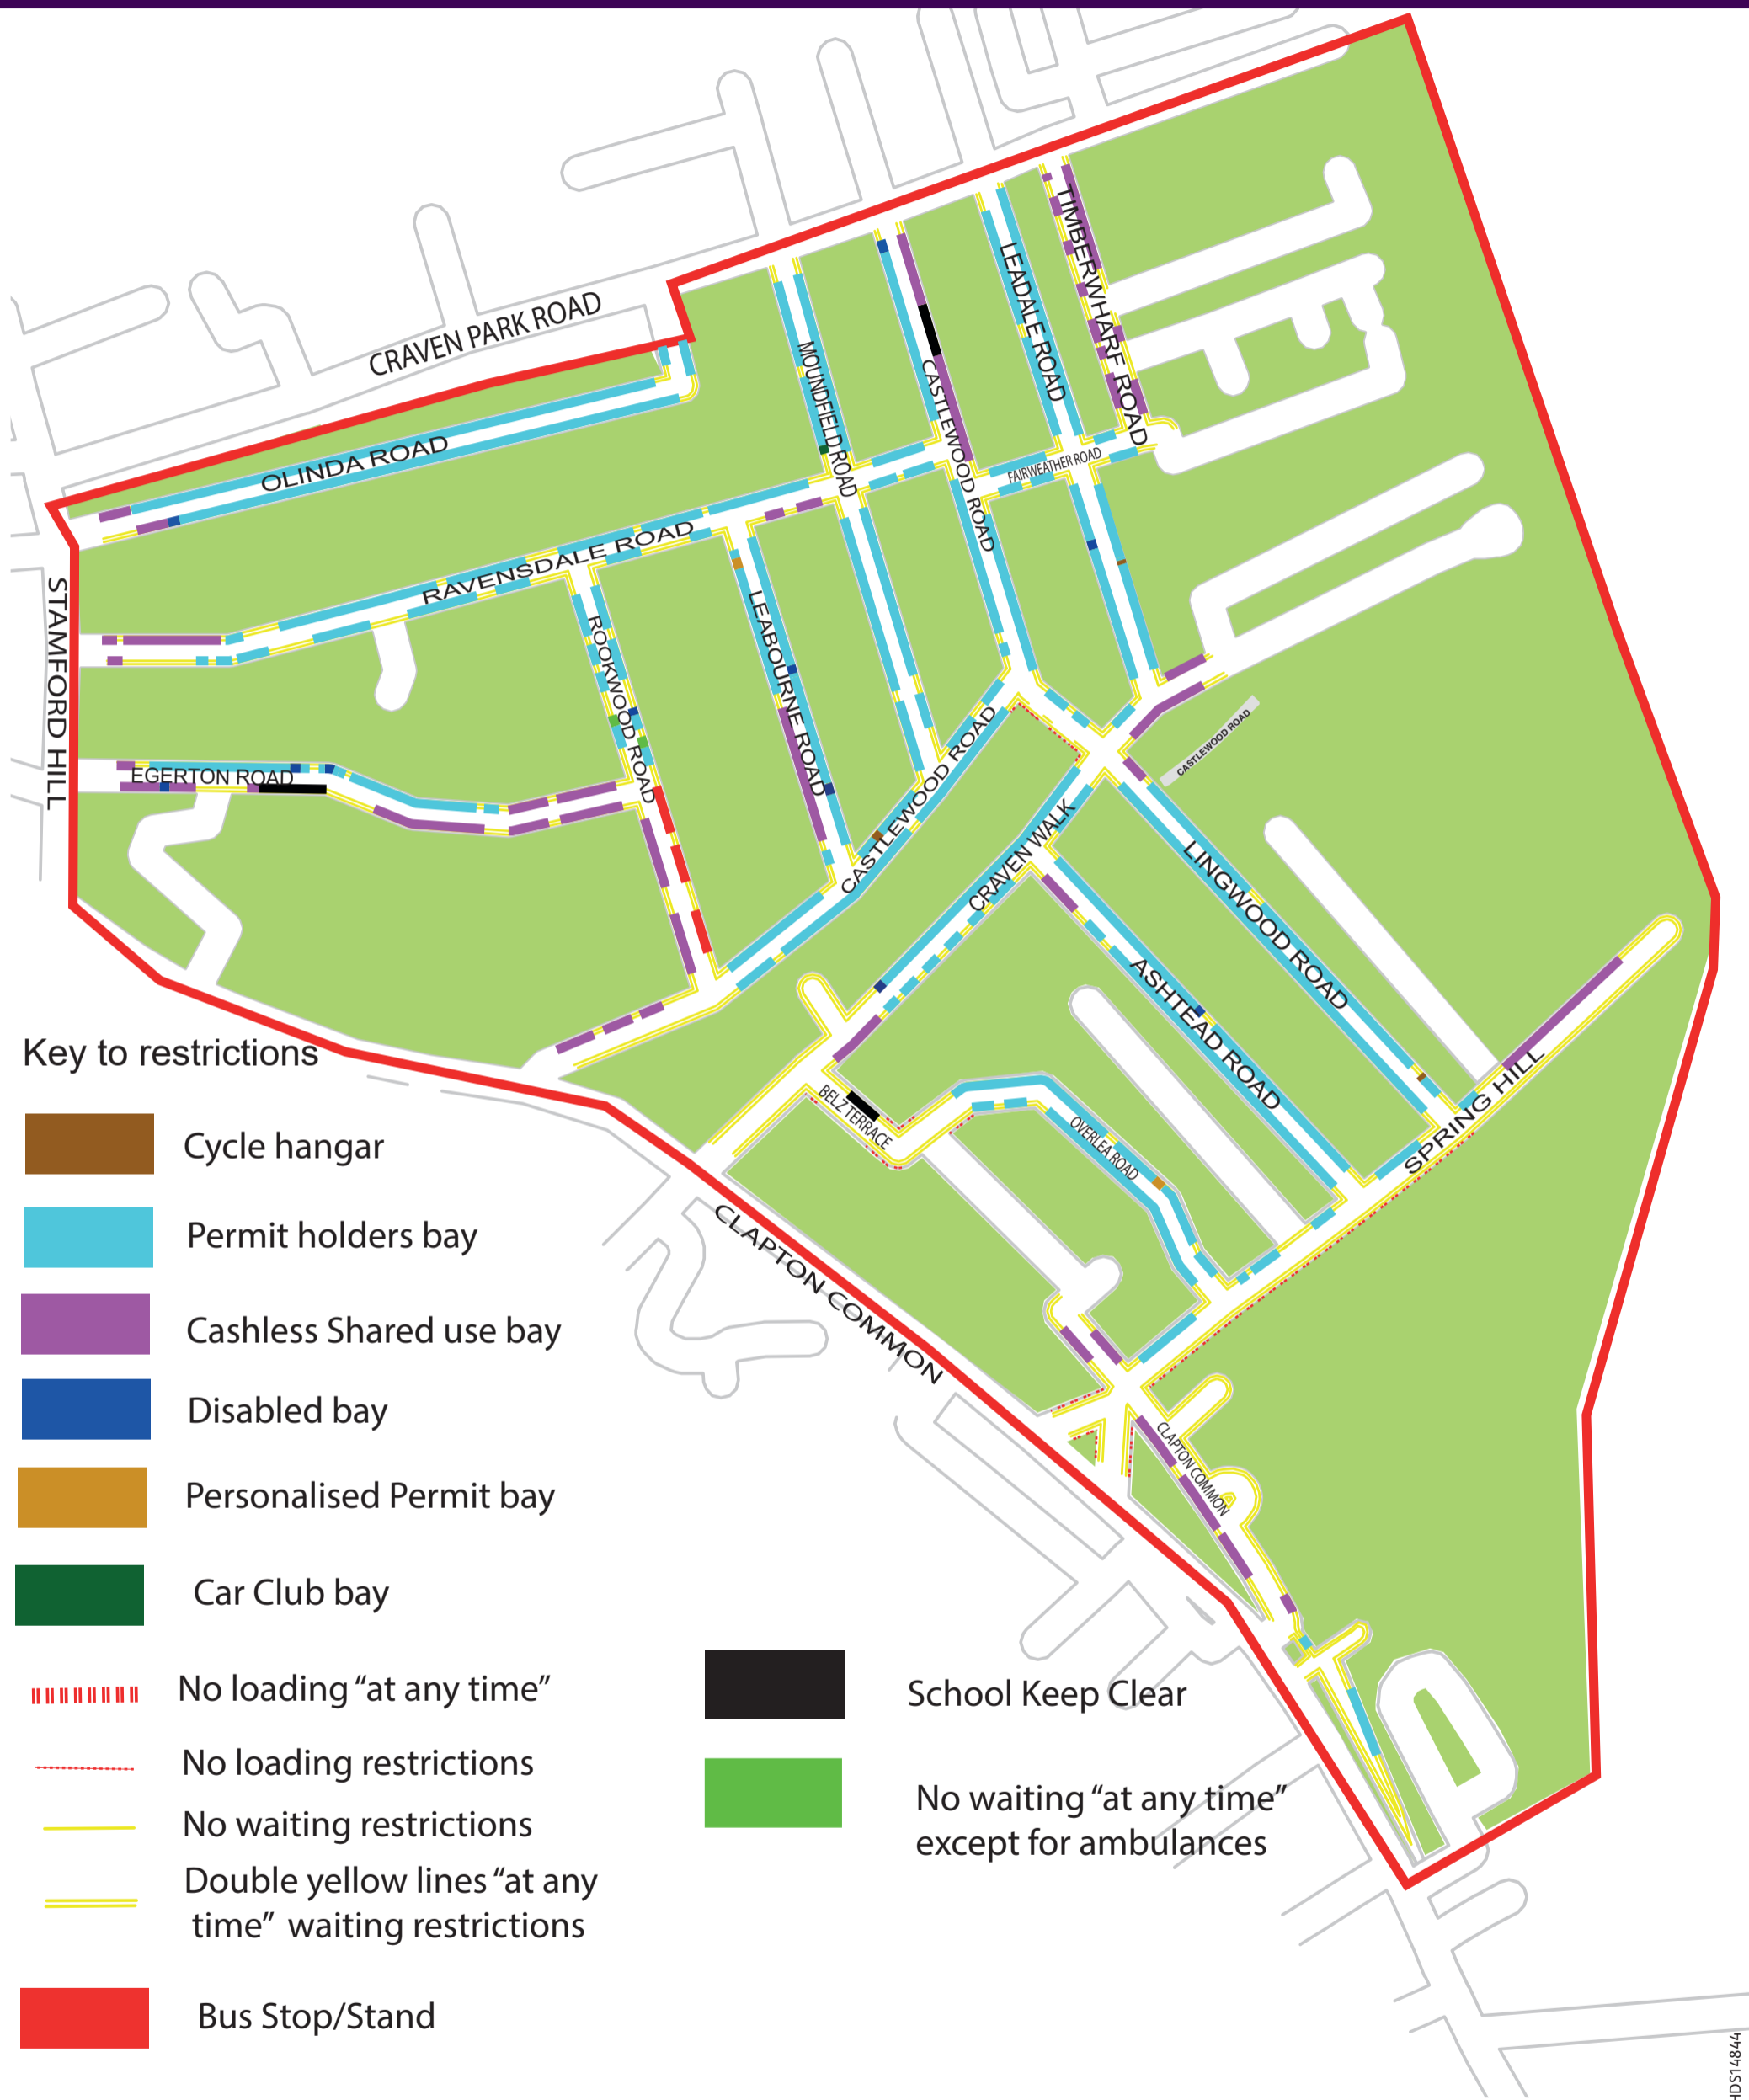 CRAVEN PARK ROAD
TIMBERWHARF ROAD
LEADALE ROAD
MOUNDFIELD ROAD
CASTLEWOOD ROAD
OLINDA ROAD
FAIRWEATHER ROAD
RAVENSDALE ROAD
STAMFORD HILL
ROOKWOOD ROAD
LEABOURNE ROAD
CASTLEWOOD ROAD
CASTLEWOOD ROAD
EGERTON ROAD
CRAVEN WALK
LINGWOOD ROAD
ASHTEAD ROAD
SPRING HILL
BELZ TERRACE
OVERLEA ROAD
CLAPTON COMMON
CLAPTON COMMON
Key to restrictions
Cycle hangar
Permit holders bay
Cashless Shared use bay
Disabled bay
Personalised Permit bay
Car Club bay
No loading “at any time”
No loading restrictions
No waiting restrictions
Double yellow lines “at any
time” waiting restrictions
Bus Stop/Stand
School Keep Clear
No waiting “at any time”
except for ambulances
HDS14844